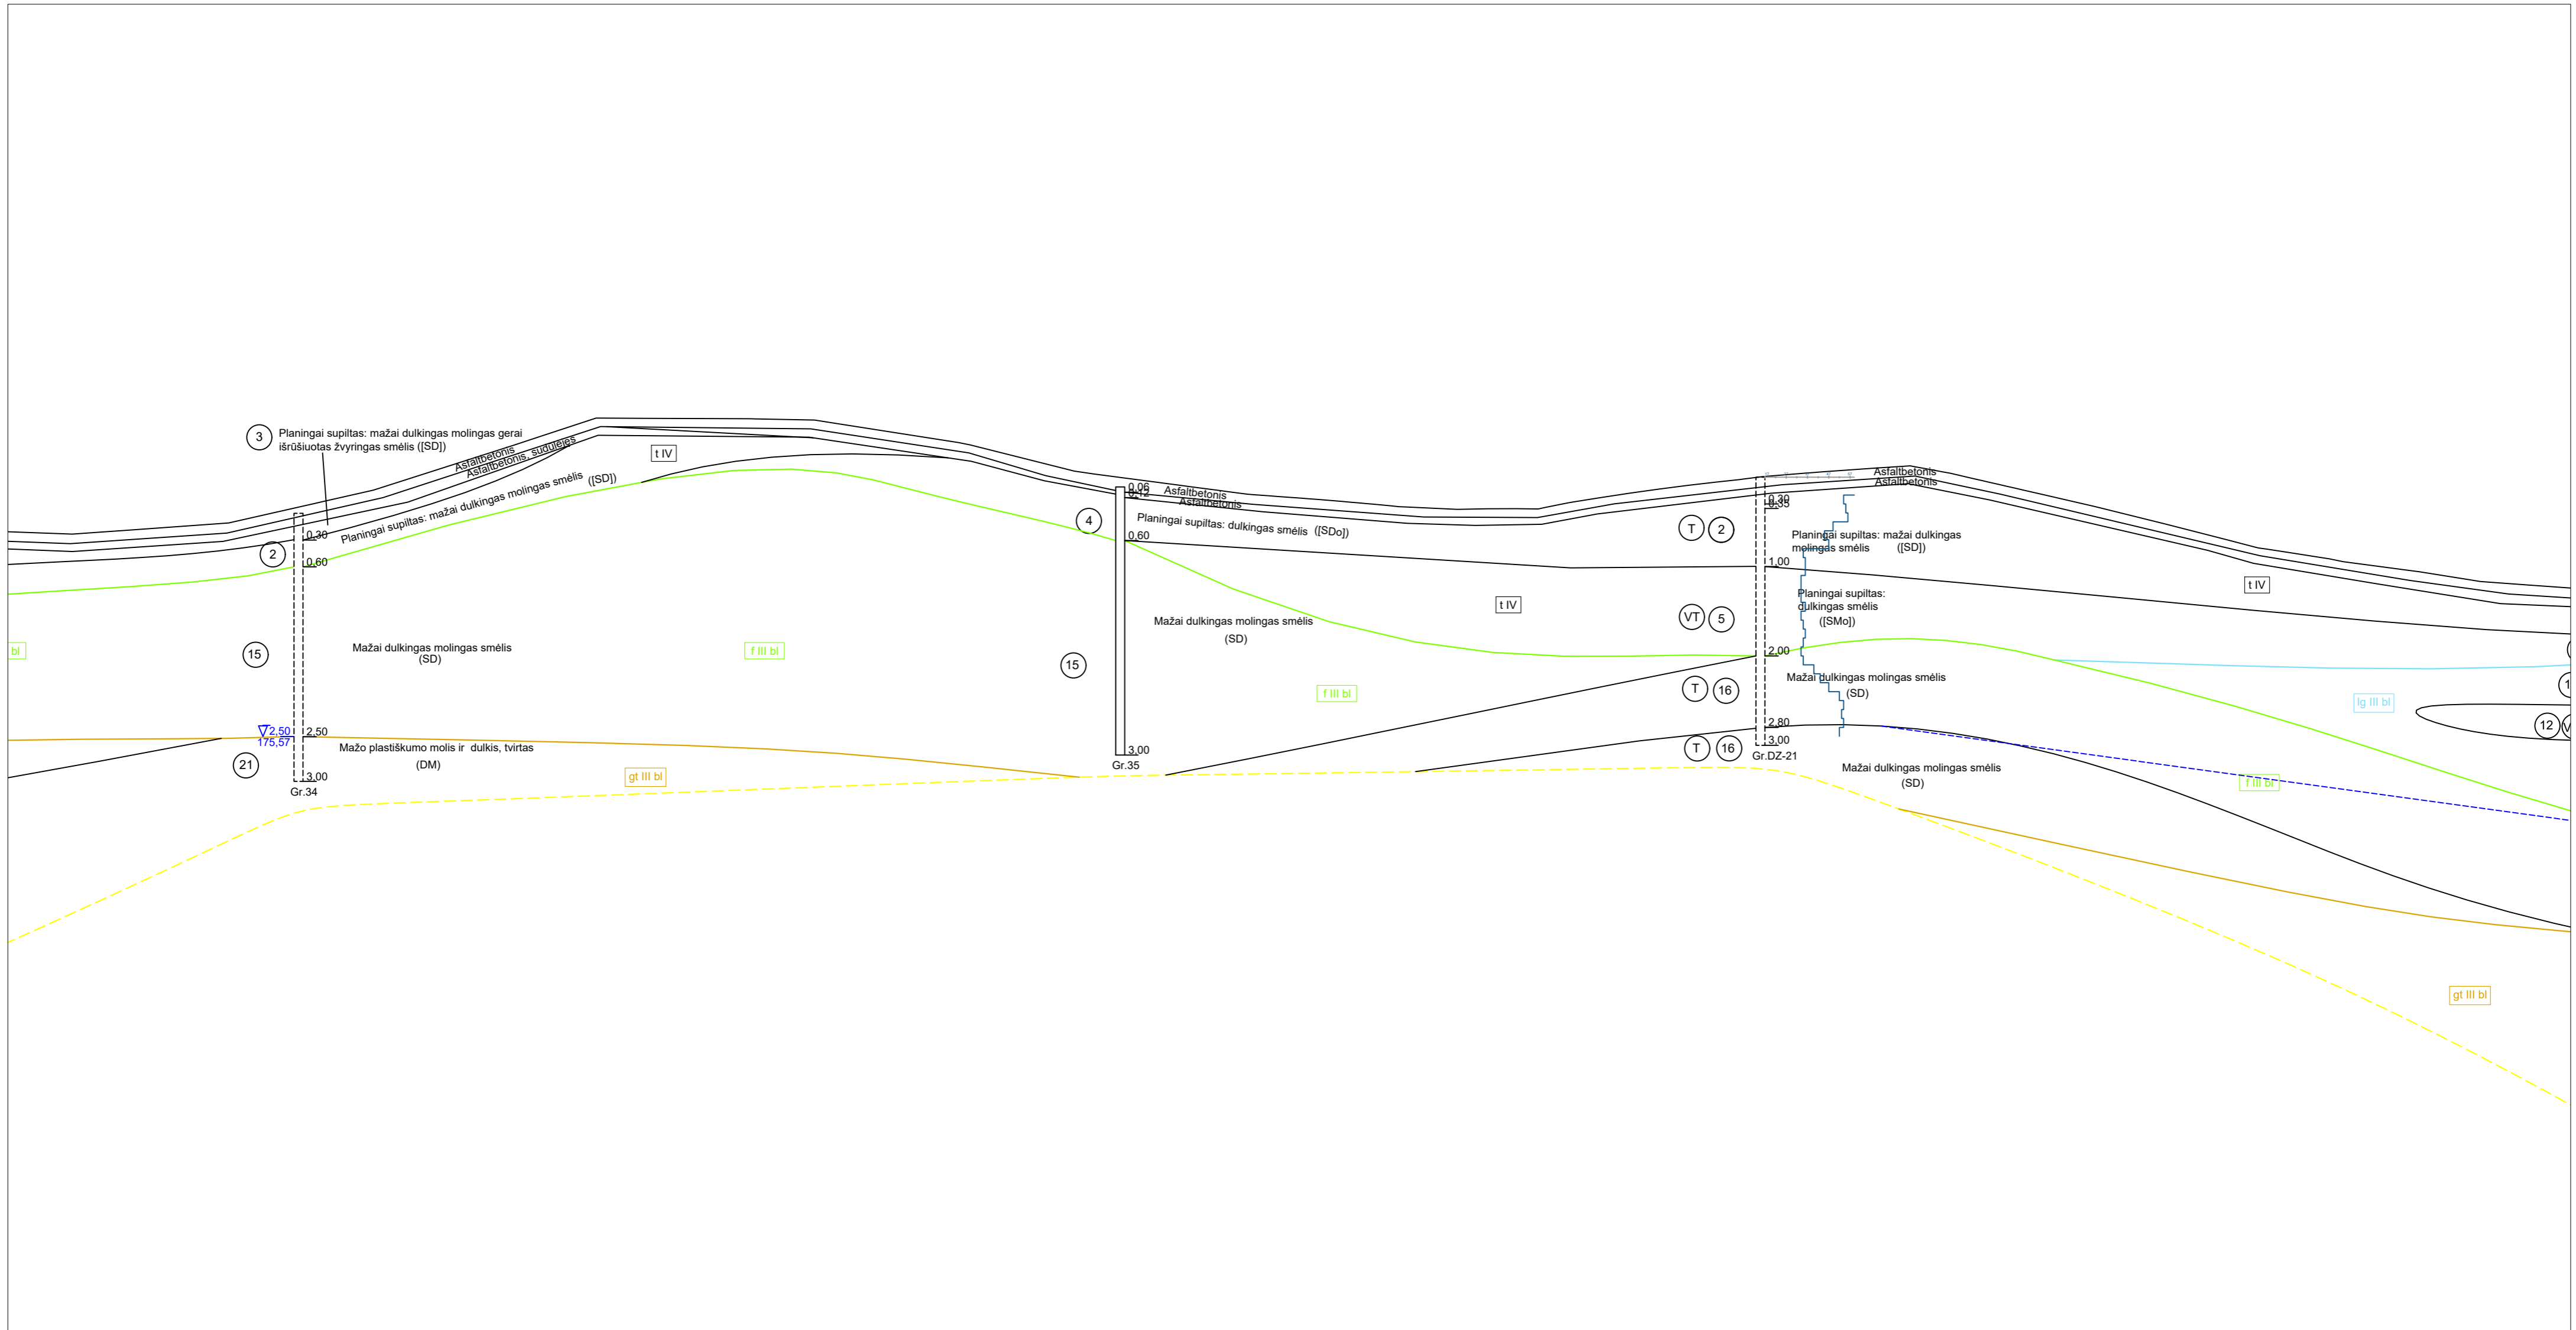 3
Planingai supiltas: mažai dulkingas molingas gerai
išrūšiuotas žvyringas smėlis ([SD])
Asfaltbetonis
Asfaltbetonis, sudūlėjęs
Planingai supiltas: mažai dulkingas molingas smėlis ([SD])
t IV
2
0,30
0,60
bl
15
Mažai dulkingas molingas smėlis
(SD)
f III bl
2,50
175,57
2,50
Mažo plastiškumo molis ir dulkis, tvirtas
(DM)
21
3,00
Gr.34
gt III bl
0,06
0,12
Asfaltbetonis
Asfaltbetonis
4
Planingai supiltas: dulkingas smėlis ([SDo])
0,60
t IV
Mažai dulkingas molingas smėlis
(SD)
15
f III bl
3,00
Gr.35
Asfaltbetonis
Asfaltbetonis
0,30
0,35
T 2
Planingai supiltas: mažai dulkingas
molingas smėlis ([SD])
1,00
t IV
VT 5
Planingai supiltas:
dulkingas smėlis
([SMo])
2,00
T 16
Mažai dulkingas molingas smėlis
(SD)
lg III bl
2,80
12
T 16
3,00
Gr.DZ-21
Mažai dulkingas molingas smėlis
(SD)
f III bl
gt III bl